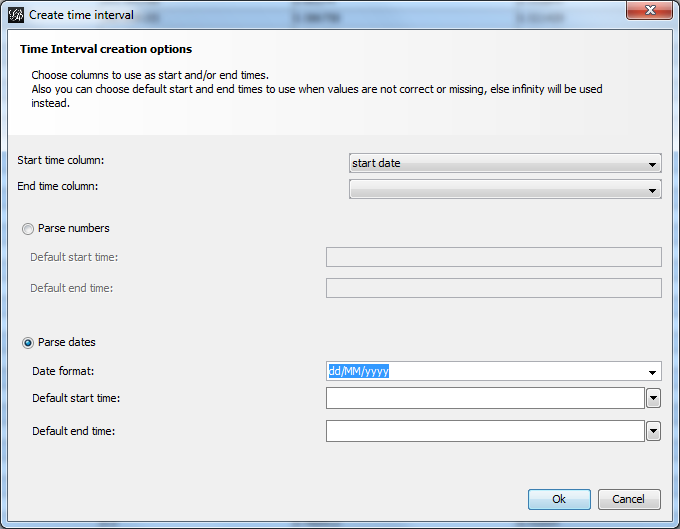 Create time interval
Time Interval creation options
Choose columns to use as start and/or end times.
Also you can choose default start and end times to use when values are not correct or missing, else infinity will be used
instead.
Start time column:
start date
End time column:
Parse numbers
Default start time:
Default end time:
Parse dates
Date format:
dd/MM/yyyy
Default start time:
Default end time:
Ok
Cancel